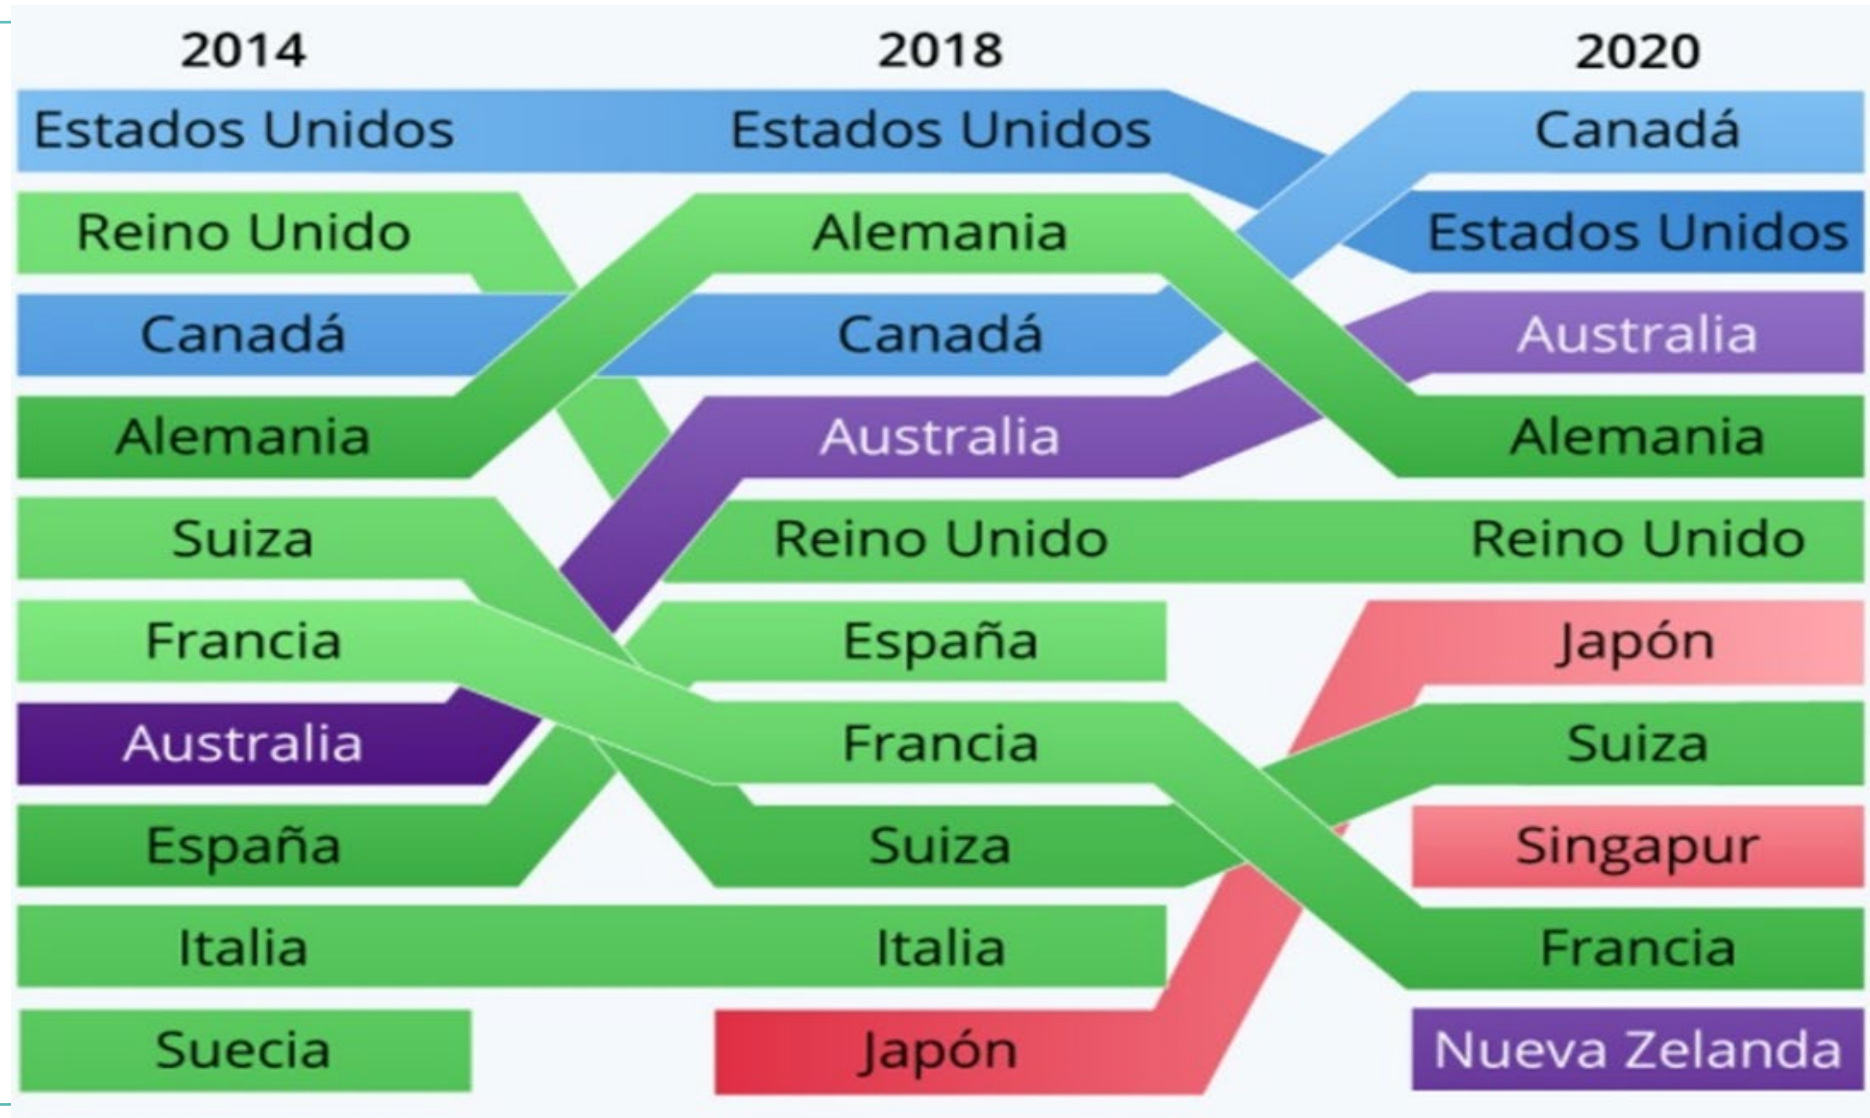 2014 2018 2020
Estados Unidos Estados Unidos Canadá
Reino Unido Alemania Estados Unidos
Canadá Canadá Australia
Alemania Australia Alemania
Suiza Reino Unido Reino Unido
Francia España Japón
Australia Francia Suiza
España Suiza Singapur
Italia Italia Francia
Suecia Japón Nueva Zelanda